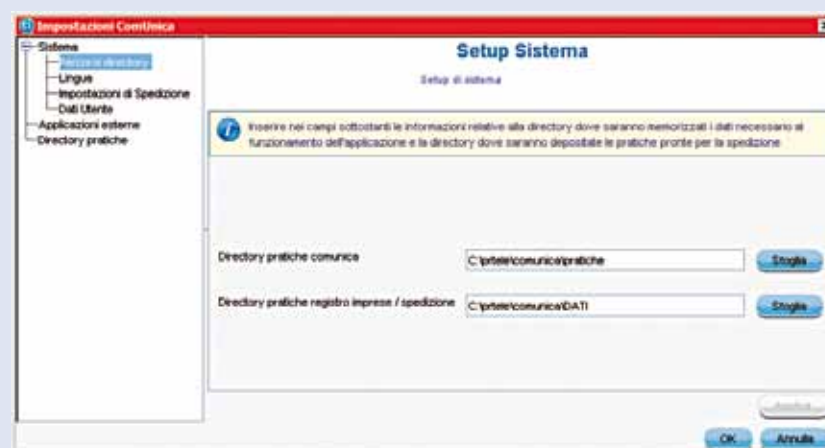 Impostazioni ComUnica
Sistema
Percorsi directory
Lingue
Impostazioni di Spedizione
Dati Utente
Applicazioni esterne
Directory pratiche
Setup Sistema
Setup di sistema
Inserire nei campi sottostanti le informazioni relative alla directory dove saranno memorizzati i dati necessario al
funzionamento dell'applicazione e la directory dove saranno depositate le pratiche pronte per la spedizione
Directory pratiche comunica
C:\prtele\comunica\pratiche
Sfoglia
Directory pratiche registro imprese / spedizione
C:\prtele\comunica\DATI
Sfoglia
OK
Annulla